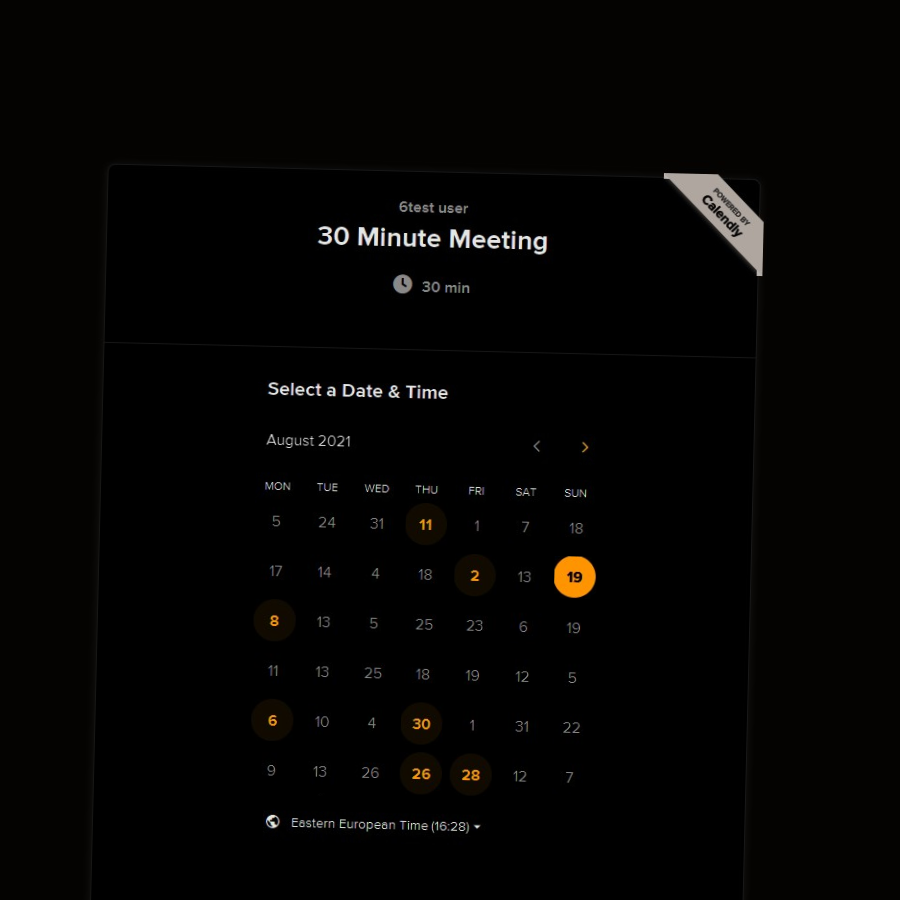 POWERED BY
Calendly
6test user
30 Minute Meeting
30 min
Select a Date & Time
August 2021
MON TUE WED THU FRI SAT SUN
5 24 31 11 1 7 18
17 14 4 18 2 13 19
8 13 5 25 23 6 19
11 13 25 18 19 12 5
6 10 4 30 1 31 22
9 13 26 26 28 12 7
Eastern European Time (16:28)